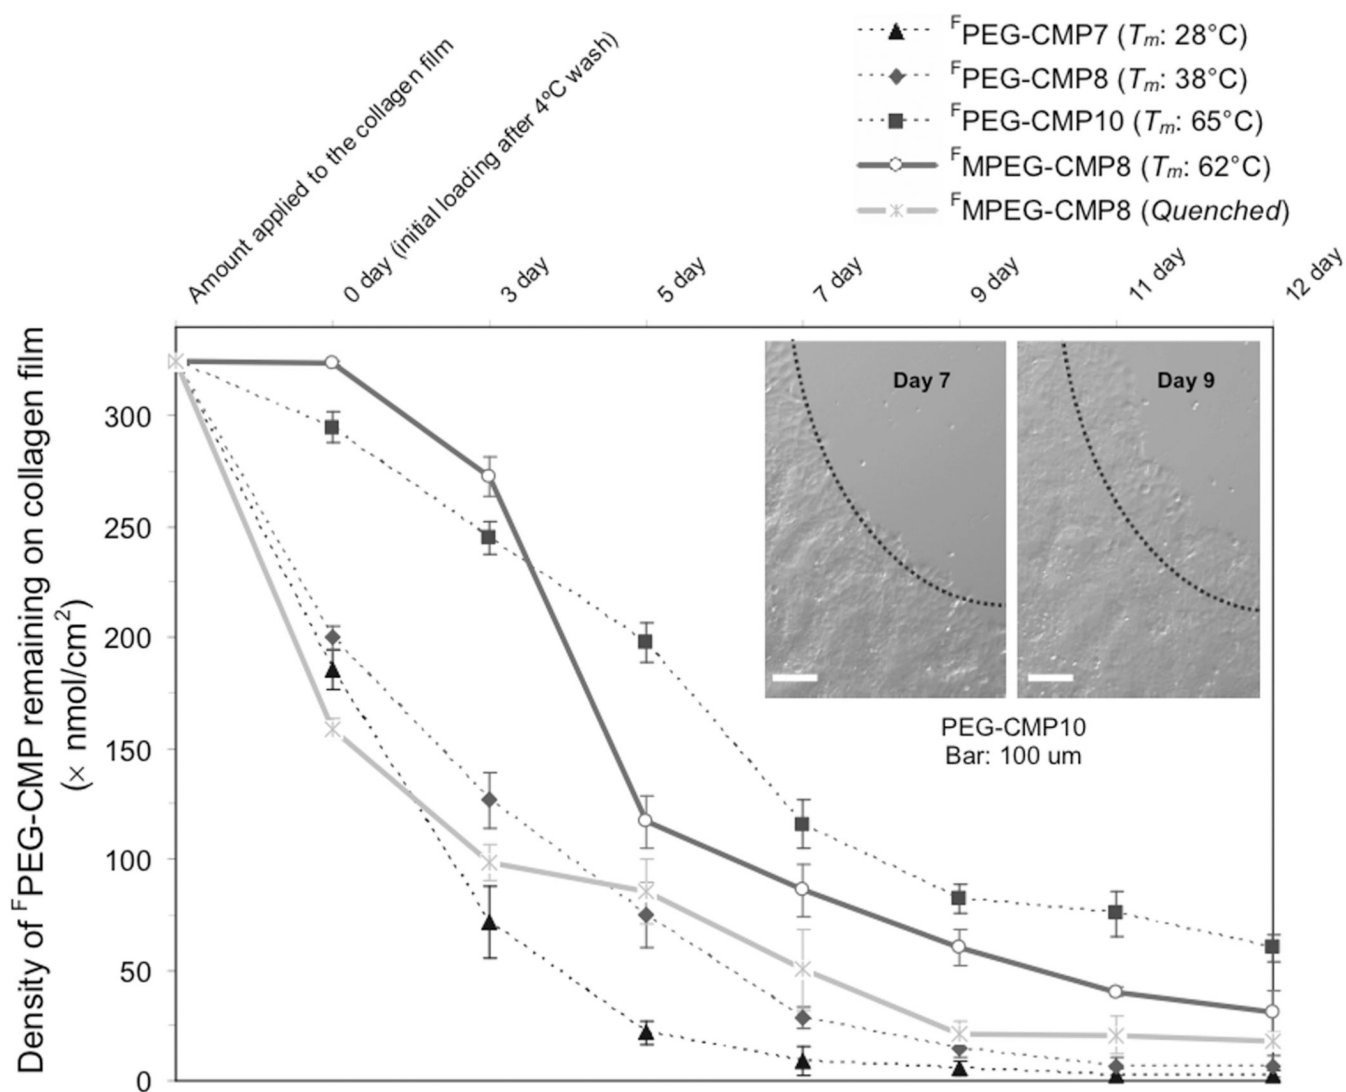 ᶠPEG-CMP7 (Tm: 28°C)
ᶠPEG-CMP8 (Tm: 38°C)
ᶠPEG-CMP10 (Tm: 65°C)
ᶠMPEG-CMP8 (Tm: 62°C)
ᶠMPEG-CMP8 (Quenched)
Amount applied to the collagen film
0 day (initial loading after 4ºC wash)
3 day
5 day
7 day
9 day
11 day
12 day
Density of ᶠPEG-CMP remaining on collagen film
(× nmol/cm²)
300
250
200
150
100
50
0
Day 7
Day 9
PEG-CMP10
Bar: 100 um